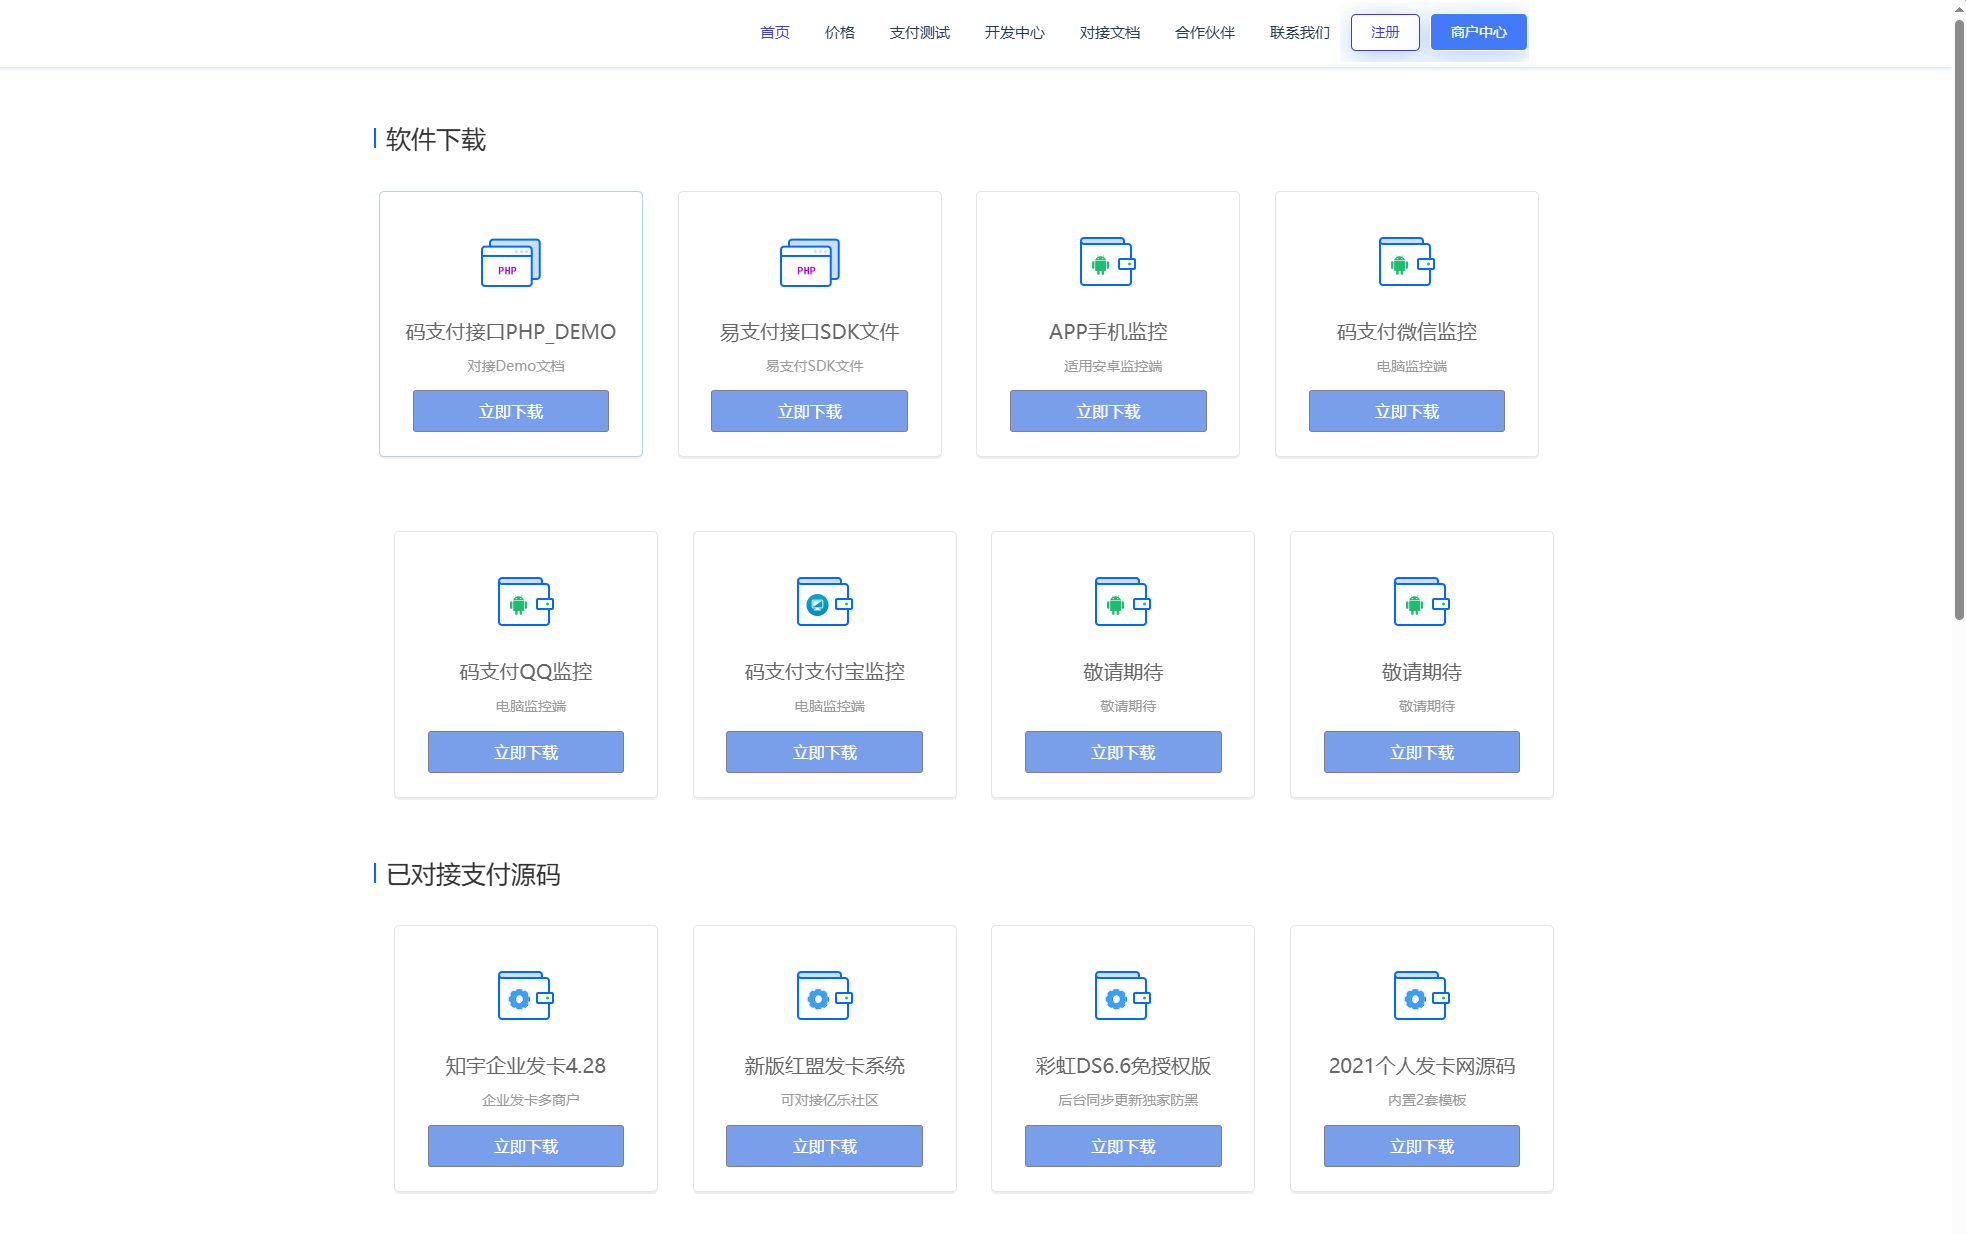 首页 价格 支付测试 开发中心 对接文档 合作伙伴 联系我们 注册 商户中心
软件下载
PHP PHP
码支付接口PHP_DEMO 易支付接口SDK文件 APP手机监控 码支付微信监控
对接Demo文档 易支付SDK文件 适用安卓监控端 电脑监控端
立即下载 立即下载 立即下载 立即下载
码支付QQ监控 码支付支付宝监控 敬请期待 敬请期待
电脑监控端 电脑监控端 敬请期待 敬请期待
立即下载 立即下载 立即下载 立即下载
已对接支付源码
知宇企业发卡4.28 新版红盟发卡系统 彩虹DS6.6免授权版 2021个人发卡网源码
企业发卡多商户 可对接亿乐社区 后台同步更新独家防黑 内置2套模板
立即下载 立即下载 立即下载 立即下载